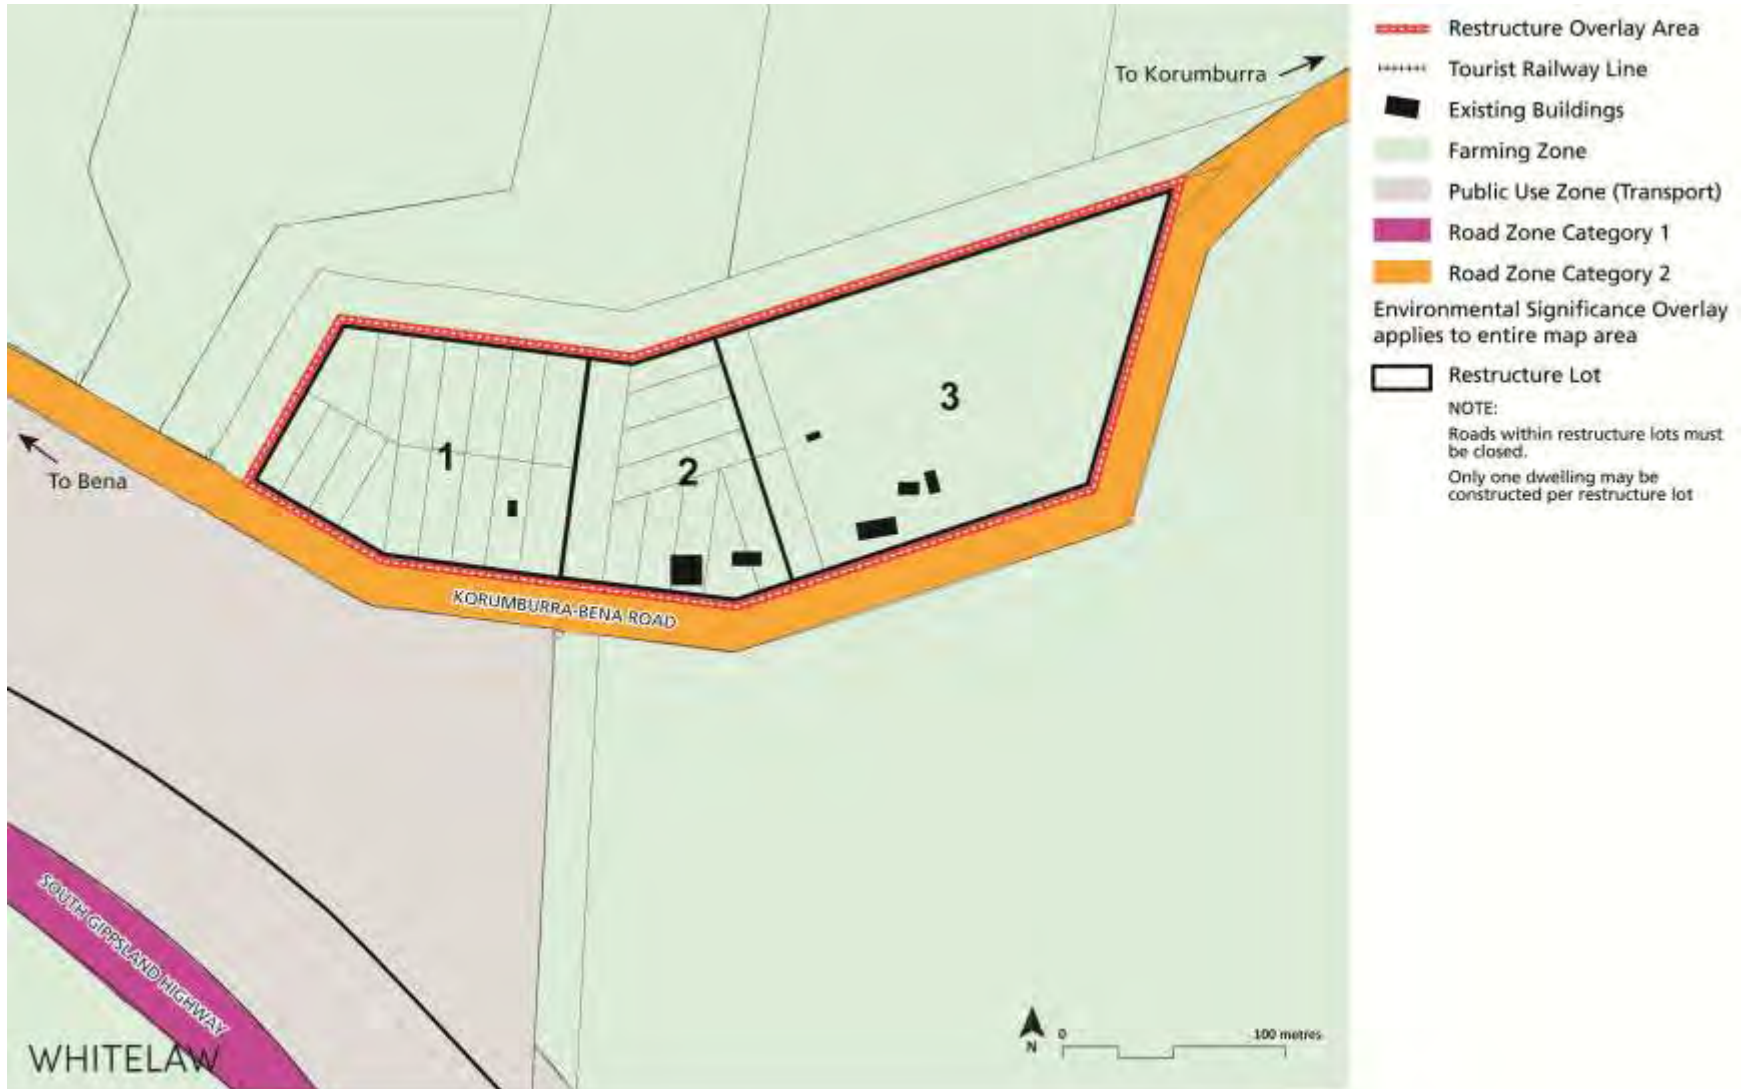 To Korumburra
To Bena
1
2
3
KORUMBURRA-BENA ROAD
SOUTH GIPPSLAND HIGHWAY
WHITELAW
N
0
100 metres
Restructure Overlay Area
Tourist Railway Line
Existing Buildings
Farming Zone
Public Use Zone (Transport)
Road Zone Category 1
Road Zone Category 2
Environmental Significance Overlay
applies to entire map area
Restructure Lot
NOTE:
Roads within restructure lots must
be closed.
Only one dwelling may be
constructed per restructure lot